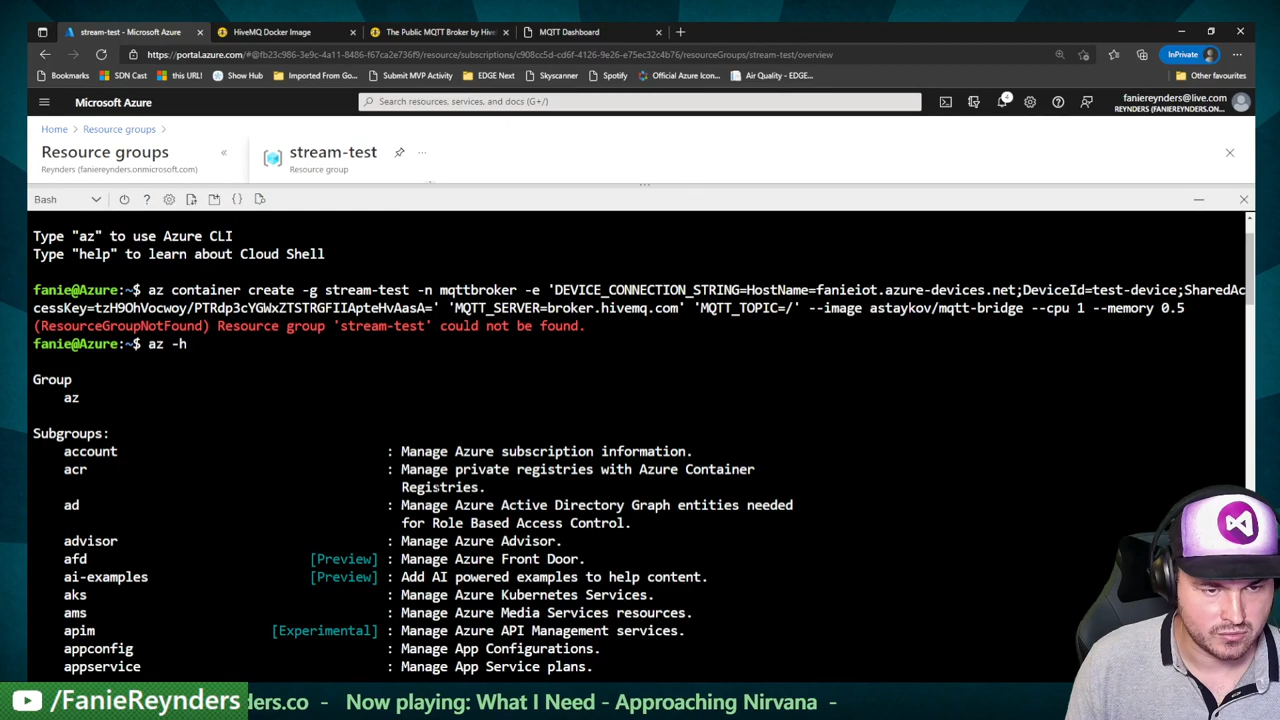 stream-test - Microsoft Azure
HiveMQ Docker Image
The Public MQTT Broker by Hive
MQTT Dashboard
https://portal.azure.com/#@fb23c986-3e9c-4a11-8486-f67ca2e736f9/resource/subscriptions/c908cc5d-cd6f-4126-9e26-e75ec32c4b76/resourceGroups/stream-test/overview
InPrivate
Bookmarks
SDN Cast
this URL!
Show Hub
Imported From Go...
Submit MVP Activity
EDGE Next
Skyscanner
Spotify
Official Azure Icon...
Air Quality - EDGE...
Other favourites
Microsoft Azure
Search resources, services, and docs (G+/)
4
faniereynders@live.com
REYNDERS (FANIEREYNDERS.ON...
Home > Resource groups >
Resource groups
Reynders (faniereynders.onmicrosoft.com)
«
stream-test
...
Resource group
Bash
Type "az" to use Azure CLI
Type "help" to learn about Cloud Shell
fanie@Azure:~$ az container create -g stream-test -n mqttbroker -e 'DEVICE_CONNECTION_STRING=HostName=fanieiot.azure-devices.net;DeviceId=test-device;SharedAc
cessKey=tzH9OhVocwoy/PTRdp3cYGWxZTSTRGFIIApteHvAasA=' 'MQTT_SERVER=broker.hivemq.com' 'MQTT_TOPIC=/' --image astaykov/mqtt-bridge --cpu 1 --memory 0.5
(ResourceGroupNotFound) Resource group 'stream-test' could not be found.
fanie@Azure:~$ az -h
Group
az
Subgroups:
account : Manage Azure subscription information.
acr : Manage private registries with Azure Container
Registries.
ad : Manage Azure Active Directory Graph entities needed
for Role Based Access Control.
advisor : Manage Azure Advisor.
afd [Preview] : Manage Azure Front Door.
ai-examples [Preview] : Add AI powered examples to help content.
aks : Manage Azure Kubernetes Services.
ams : Manage Azure Media Services resources.
apim [Experimental] : Manage Azure API Management services.
appconfig : Manage App Configurations.
appservice : Manage App Service plans.
/FanieReynders
ders.co - Now playing: What I Need - Approaching Nirvana -